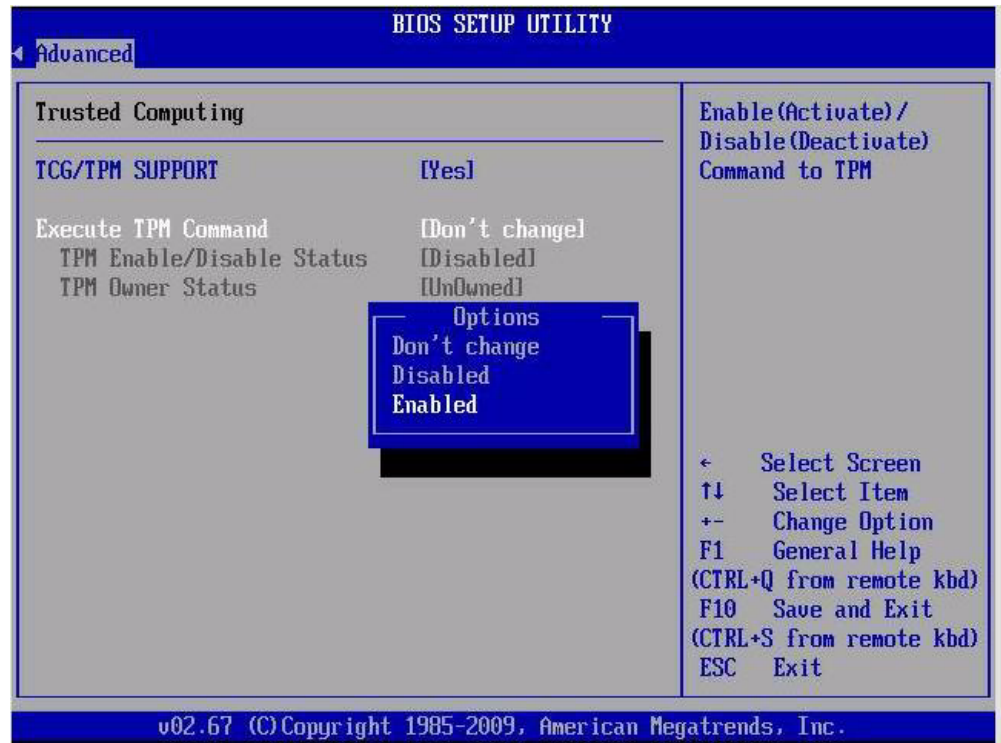 BIOS SETUP UTILITY
Advanced
Trusted Computing
TCG/TPM SUPPORT [Yes]
Execute TPM Command [Don't change]
TPM Enable/Disable Status [Disabled]
TPM Owner Status [UnOwned]
Options
Don't change
Disabled
Enabled
Enable(Activate)/
Disable(Deactivate)
Command to TPM
← Select Screen
↑↓ Select Item
+- Change Option
F1 General Help
(CTRL+Q from remote kbd)
F10 Save and Exit
(CTRL+S from remote kbd)
ESC Exit
v02.67 (C)Copyright 1985-2009, American Megatrends, Inc.